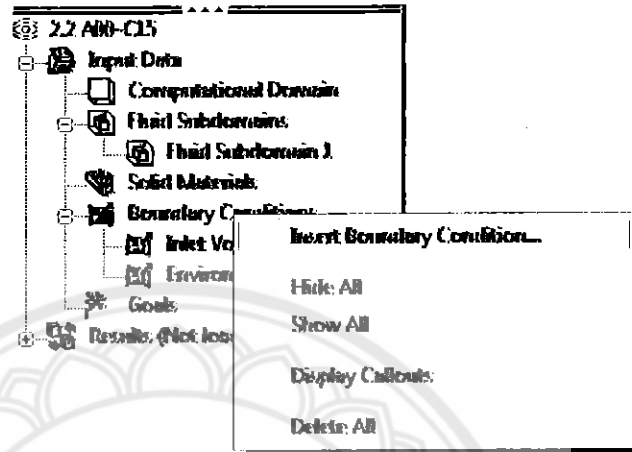 2.2 A00-C15
Input Data
Computational Domain
Fluid Subdomains
Fluid Subdomain 1
Solid Materials
Boundary Conditions
Inlet Vo
Insert Boundary Condition...
Environ
Hide All
Goals
Show All
Results (Not loa
Display Callouts
Delete All